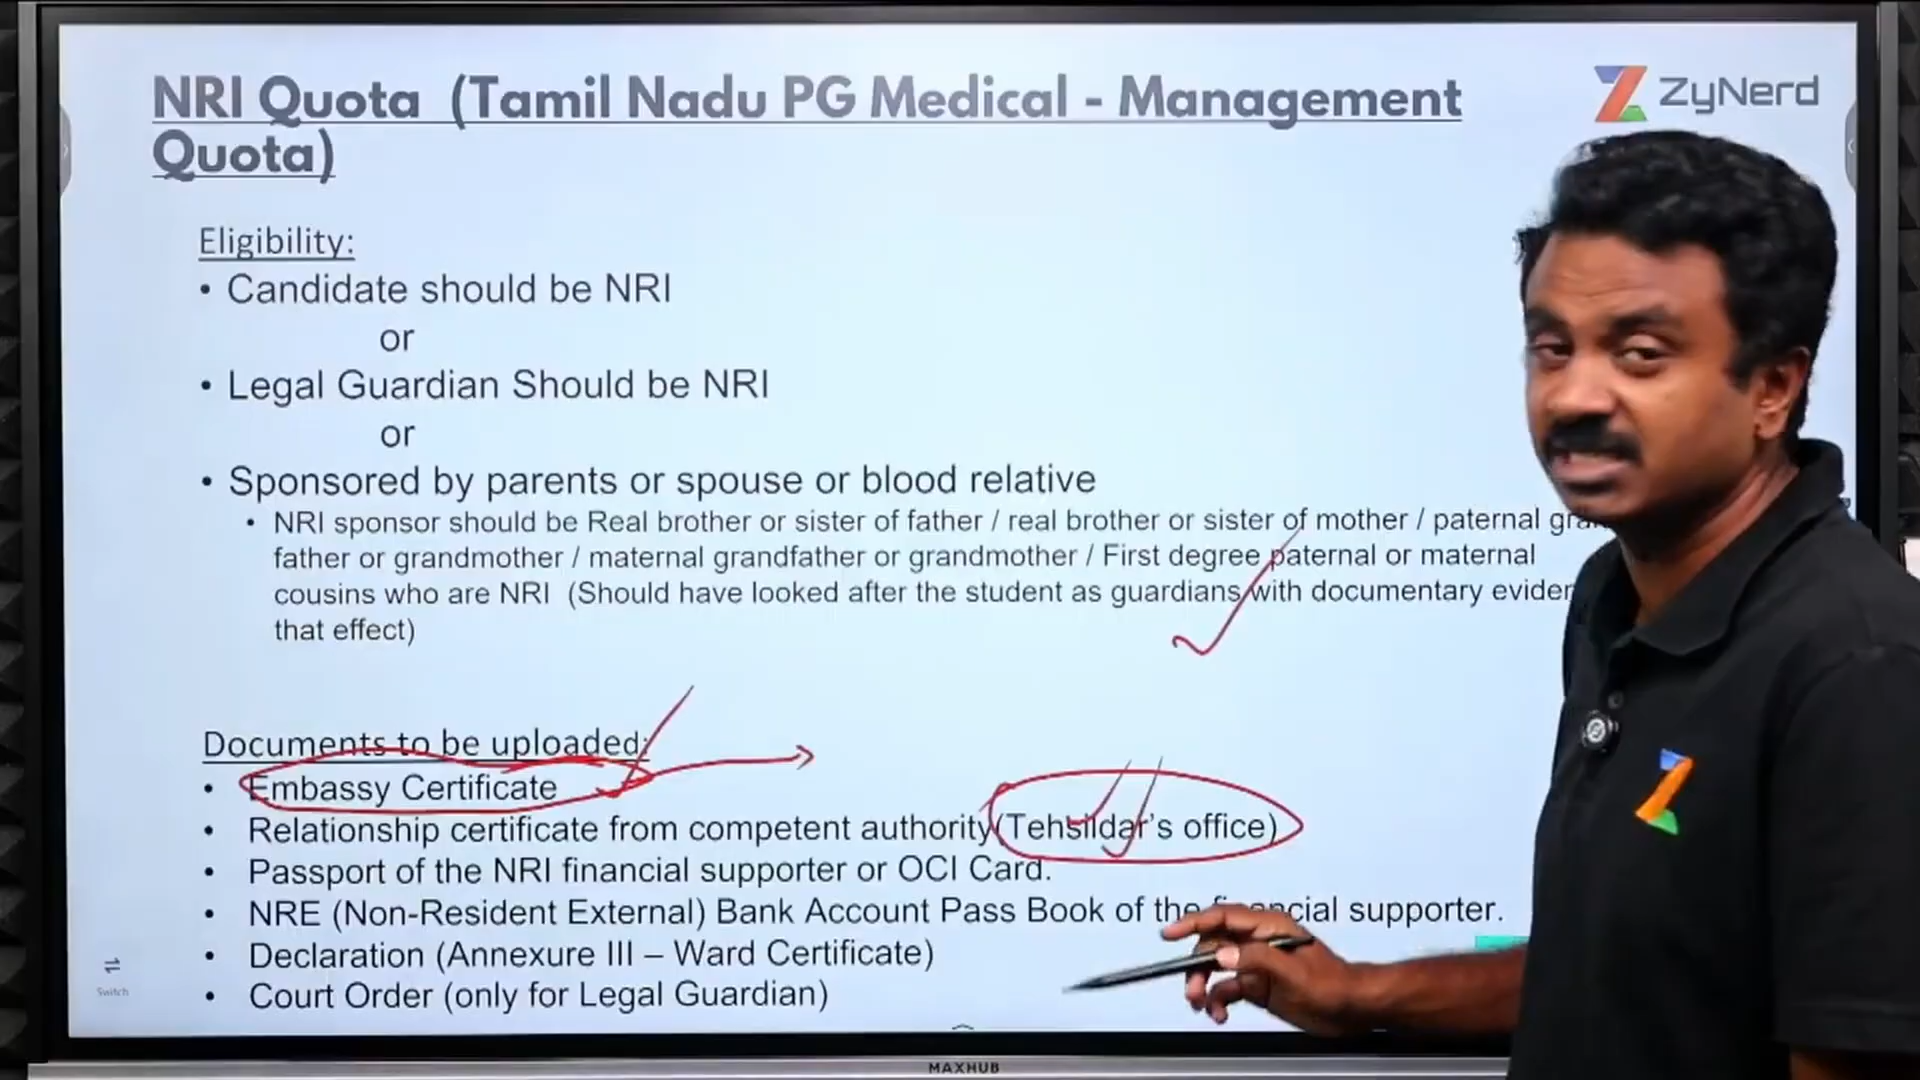 NRI Quota (Tamil Nadu PG Medical - Management
Quota)
ZyNerd
Eligibility:
• Candidate should be NRI
or
• Legal Guardian Should be NRI
or
• Sponsored by parents or spouse or blood relative
• NRI sponsor should be Real brother or sister of father / real brother or sister of mother / paternal
father or grandmother / maternal grandfather or grandmother / First degree paternal or maternal
cousins who are NRI (Should have looked after the student as guardians with documentary
that effect)
Documents to be uploaded:
• Embassy Certificate
• Relationship certificate from competent authority(Tehsildar's office)
• Passport of the NRI financial supporter or OCI Card.
• NRE (Non-Resident External) Bank Account Pass Book of the financial supporter.
• Declaration (Annexure III – Ward Certificate)
• Court Order (only for Legal Guardian)
Switch
MAXHUB